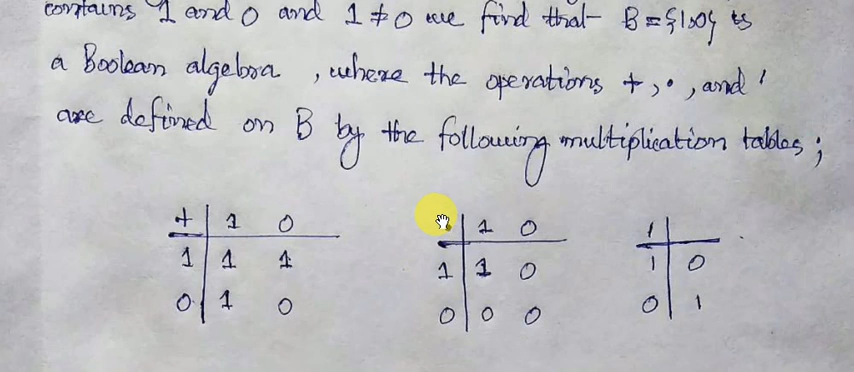 contains 1 and 0 and 1 ≠ 0 we find that B = {1,0} is
a Boolean algebra , where the operations +, ·, and '
are defined on B by the following multiplication tables;
+ | 1 0
1 | 1 1
0 | 1 0
1 0
1 | 1 0
0 | 0 0
' |
1 | 0
0 | 1